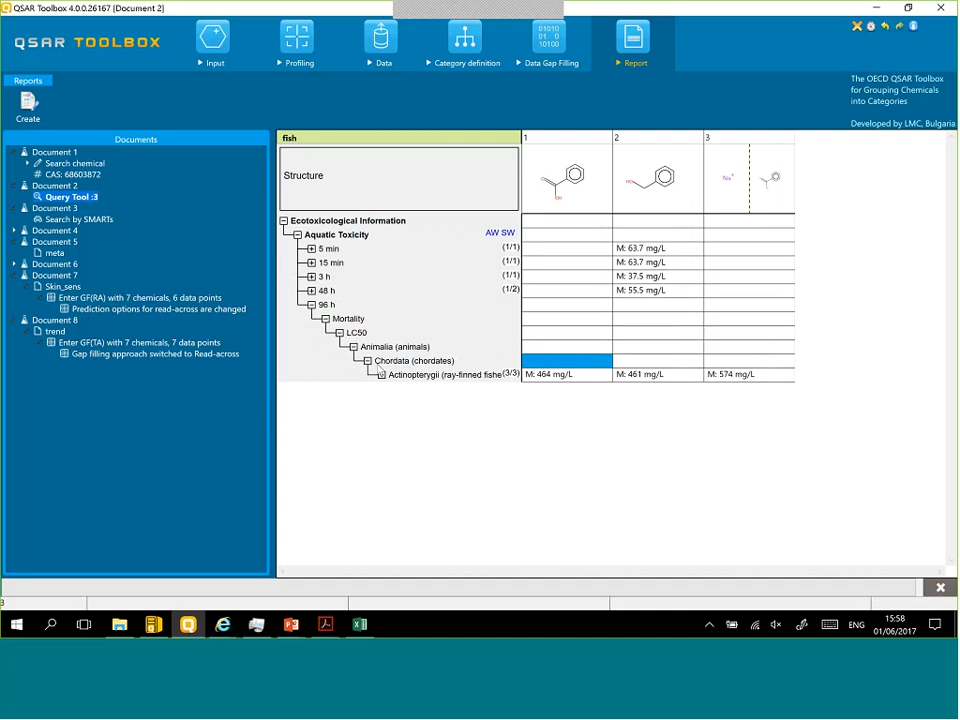 QSAR Toolbox 4.0.0.26167 [Document 2]
QSAR TOOLBOX
Input
Profiling
Data
Category definition
Data Gap Filling
Report
01010
01 0
10100
Reports
Create
The OECD QSAR Toolbox
for Grouping Chemicals
into Categories
Developed by LMC, Bulgaria
Documents
Document 1
Search chemical
CAS: 68603872
Document 2
Query Tool :3
Document 3
Search by SMARTs
Document 4
Document 5
meta
Document 6
Document 7
Skin_sens
Enter GF(RA) with 7 chemicals, 6 data points
Prediction options for read-across are changed
Document 8
trend
Enter GF(TA) with 7 chemicals, 7 data points
Gap filling approach switched to Read-across
fish
1 2 3
Structure
Ecotoxicological Information
Aquatic Toxicity AW SW
5 min (1/1) M: 63.7 mg/L
15 min (1/1) M: 63.7 mg/L
3 h (1/1) M: 37.5 mg/L
48 h (1/2) M: 55.5 mg/L
96 h
Mortality
LC50
Animalia (animals)
Chordata (chordates)
Actinopterygii (ray-finned fishe (3/3) M: 464 mg/L M: 461 mg/L M: 574 mg/L
3
ENG
15:58
01/06/2017